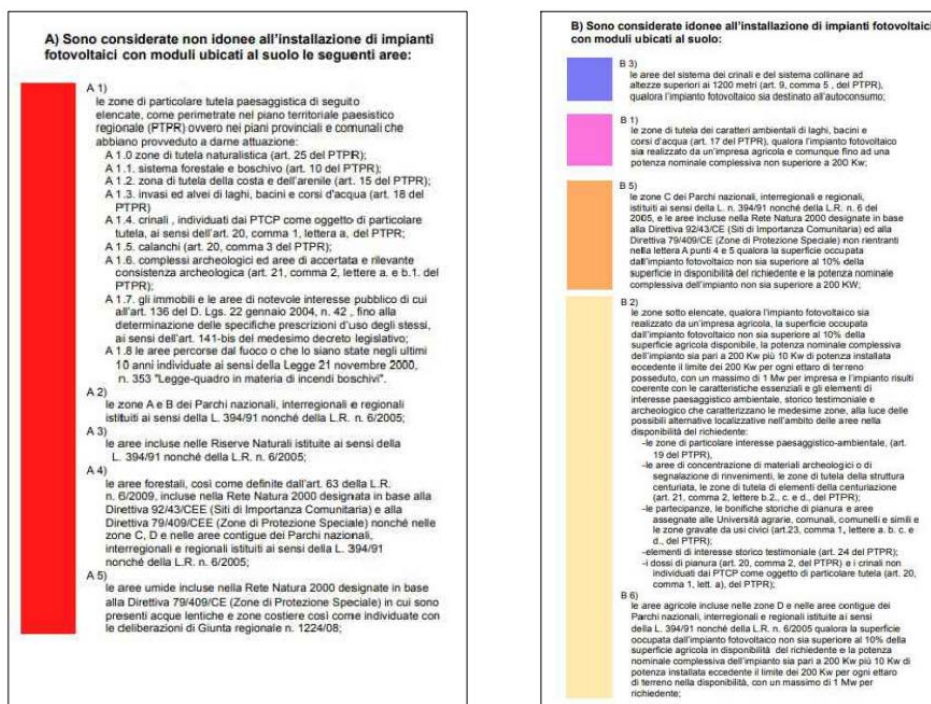 A) Sono considerate non idonee all'installazione di impianti
fotovoltaici con moduli ubicati al suolo le seguenti aree:
A 1)
le zone di particolare tutela paesaggistica di seguito
elencate, come perimetrate nel piano territoriale paesistico
regionale (PTPR) ovvero nei piani provinciali e comunali che
abbiano provveduto a darne attuazione:
A 1.0 zone di tutela naturalistica (art. 25 del PTPR);
A 1.1. sistema forestale e boschivo (art. 10 del PTPR);
A 1.2. zona di tutela della costa e dell'arenile (art. 15 del PTPR);
A 1.3. invasi ed alvei di laghi, bacini e corsi d'acqua (art. 18 del
PTPR)
A 1.4. crinali , individuati dai PTCP come oggetto di particolare
tutela, ai sensi dell'art. 20, comma 1, lettera a, del PTPR;
A 1.5. calanchi (art. 20, comma 3 del PTPR);
A 1.6. complessi archeologici ed aree di accertata e rilevante
consistenza archeologica (art. 21, comma 2, lettere a. e b.1. del
PTPR);
A 1.7. gli immobili e le aree di notevole interesse pubblico di cui
all'art. 136 del D. Lgs. 22 gennaio 2004, n. 42 , fino alla
determinazione delle specifiche prescrizioni d'uso degli stessi,
ai sensi dell'art. 141-bis del medesimo decreto legislativo;
A 1.8 le aree percorse dal fuoco o che lo siano state negli ultimi
10 anni individuate ai sensi della Legge 21 novembre 2000,
n. 353 "Legge-quadro in materia di incendi boschivi".
A 2)
le zone A e B dei Parchi nazionali, interregionali e regionali
istituiti ai sensi della L. 394/91 nonché della L.R. n. 6/2005;
A 3)
le aree incluse nelle Riserve Naturali istituite ai sensi della
L. 394/91 nonché della L.R. n. 6/2005;
A 4)
le aree forestali, così come definite dall'art. 63 della L.R.
n. 6/2009, incluse nella Rete Natura 2000 designata in base alla
Direttiva 92/43/CEE (Siti di Importanza Comunitaria) e alla
Direttiva 79/409/CEE (Zone di Protezione Speciale) nonché nelle
zone C, D e nelle aree contigue dei Parchi nazionali,
interregionali e regionali istituiti ai sensi della L. 394/91
nonché della L.R. n. 6/2005;
A 5)
le aree umide incluse nella Rete Natura 2000 designate in base
alla Direttiva 79/409/CE (Zone di Protezione Speciale) in cui sono
presenti acque lentiche e zone costiere così come individuate con
le deliberazioni di Giunta regionale n. 1224/08;
B) Sono considerate idonee all'installazione di impianti fotovoltaici
con moduli ubicati al suolo:
B 3)
le aree del sistema dei crinali e del sistema collinare ad
altezze superiori ai 1200 metri (art. 9, comma 5 , del PTPR),
qualora l'impianto fotovoltaico sia destinato all'autoconsumo;
B 1)
le zone di tutela dei caratteri ambientali di laghi, bacini e
corsi d'acqua (art. 17 del PTPR), qualora l'impianto fotovoltaico
sia realizzato da un'impresa agricola e comunque fino ad una
potenza nominale complessiva non superiore a 200 Kw;
B 5)
le zone C dei Parchi nazionali, interregionali e regionali,
istituiti ai sensi della L. n. 394/91 nonché della L.R. n. 6 del
2005, e le aree incluse nella Rete Natura 2000 designate in base
alla Direttiva 92/43/CE (Siti di Importanza Comunitaria) ed alla
Direttiva 79/409/CE (Zone di Protezione Speciale) non rientranti
nella lettera A punti 4 e 5 qualora la superficie occupata
dall'impianto fotovoltaico non sia superiore al 10% della
superficie in disponibilità del richiedente e la potenza nominale
complessiva dell'impianto non sia superiore a 200 KW;
B 2)
le zone sotto elencate, qualora l'impianto fotovoltaico sia
realizzato da un'impresa agricola, la superficie occupata
dall'impianto fotovoltaico non sia superiore al 10% della
superficie agricola disponibile, la potenza nominale complessiva
dell'impianto sia pari a 200 Kw più 10 Kw di potenza installata
eccedente il limite dei 200 Kw per ogni ettaro di terreno
posseduto, con un massimo di 1 Mw per impresa e l'impianto risulti
coerente con le caratteristiche essenziali e gli elementi di
interesse paesaggistico ambientale, storico testimoniale e
archeologico che caratterizzano le medesime zone, alla luce delle
possibili alternative localizzative nell'ambito delle aree nella
disponibilità del richiedente:
-le zone di particolare interesse paesaggistico-ambientale, (art.
19 del PTPR),
-le aree di concentrazione di materiali archeologici o di
segnalazione di rinvenimenti, le zone di tutela della struttura
centuriata, le zone di tutela di elementi della centuriazione
(art. 21, comma 2, lettere b.2., c. e d., del PTPR);
-le partecipanze, le bonifiche storiche di pianura e aree
assegnate alle Università agrarie, comunali, comunelli e simili e
le zone gravate da usi civici (art.23, comma 1, lettere a. b. c. e
d., del PTPR);
-elementi di interesse storico testimoniale (art. 24 del PTPR);
-i dossi di pianura (art. 20, comma 2, del PTPR) e i crinali non
individuati dai PTCP come oggetto di particolare tutela (art. 20,
comma 1, lett. a), del PTPR);
B 6)
le aree agricole incluse nelle zone D e nelle aree contigue dei
Parchi nazionali, interregionali e regionali istituite ai sensi
della L. 394/91 nonché della L.R. n. 6/2005 qualora la superficie
occupata dall'impianto fotovoltaico non sia superiore al 10% della
superficie agricola in disponibilità del richiedente e la potenza
nominale complessiva dell'impianto sia pari a 200 Kw più 10 Kw di
potenza installata eccedente il limite dei 200 Kw per ogni ettaro
di terreno nella disponibilità, con un massimo di 1 Mw per
richiedente;